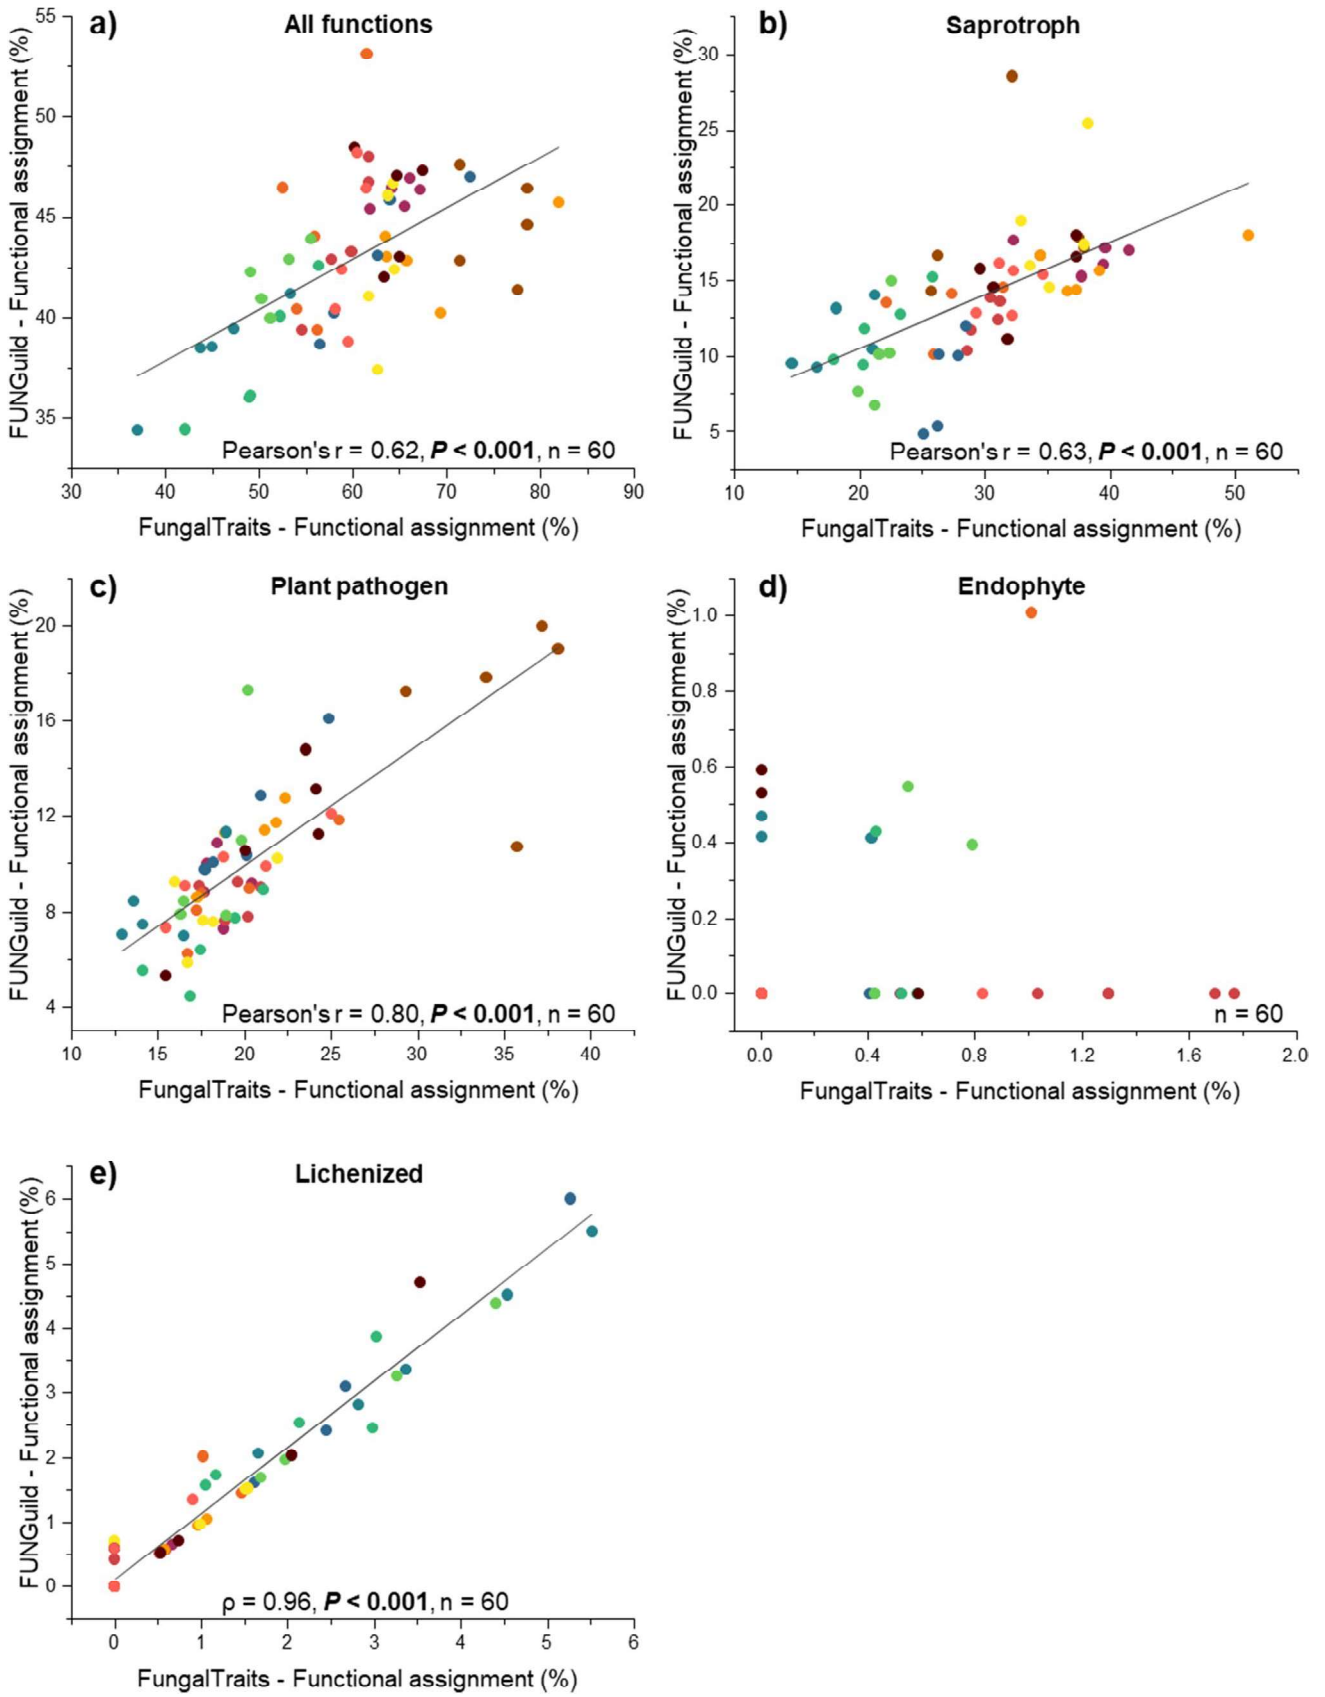 a)
All functions
FUNGuild - Functional assignment (%)
55
50
45
40
35
Pearson's r = 0.62, P < 0.001, n = 60
30 40 50 60 70 80 90
FungalTraits - Functional assignment (%)
b)
Saprotroph
FUNGuild - Functional assignment (%)
30
25
20
15
10
5
Pearson's r = 0.63, P < 0.001, n = 60
10 20 30 40 50
FungalTraits - Functional assignment (%)
c)
Plant pathogen
FUNGuild - Functional assignment (%)
20
16
12
8
4
Pearson's r = 0.80, P < 0.001, n = 60
10 15 20 25 30 35 40
FungalTraits - Functional assignment (%)
d)
Endophyte
FUNGuild - Functional assignment (%)
1.0
0.8
0.6
0.4
0.2
0.0
n = 60
0.0 0.4 0.8 1.2 1.6 2.0
FungalTraits - Functional assignment (%)
e)
Lichenized
FUNGuild - Functional assignment (%)
6
5
4
3
2
1
0
ρ = 0.96, P < 0.001, n = 60
0 1 2 3 4 5 6
FungalTraits - Functional assignment (%)